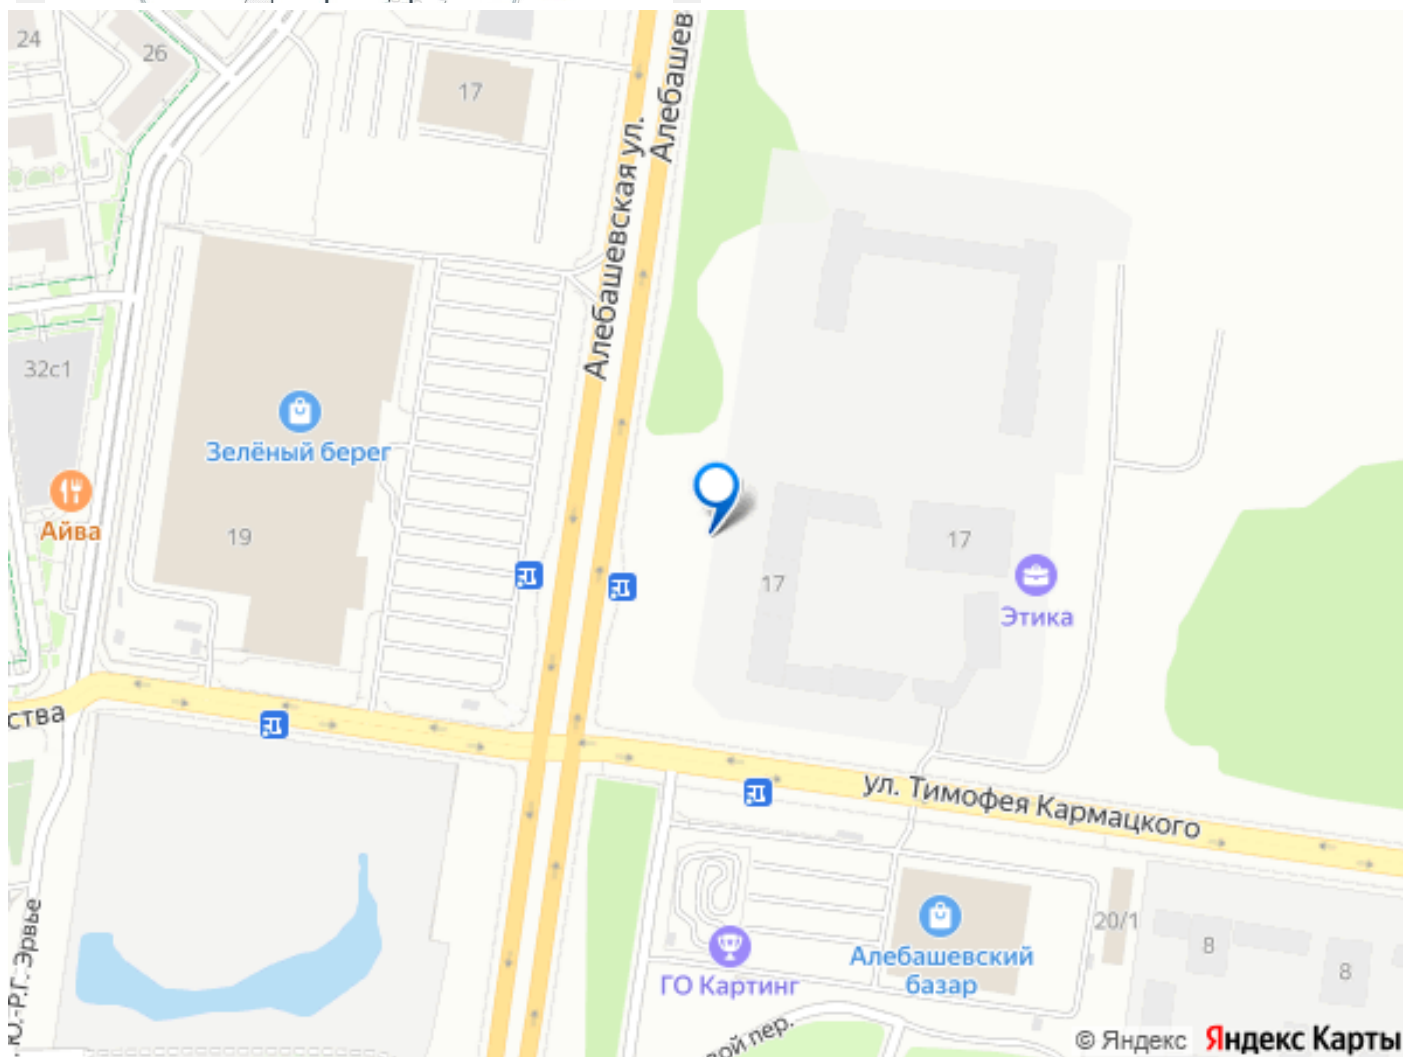 24
26
17
Алебашев
Алебашевская ул.
32с1
Зелёный берег
Айва
19
17
17
Этика
ства
ул. Тимофея Кармацкого
Ю.-Р.Г. Эрвье
20/1
8
8
Алебашевский
базар
ГО Картинг
вой пер.
© Яндекс Яндекс Карты